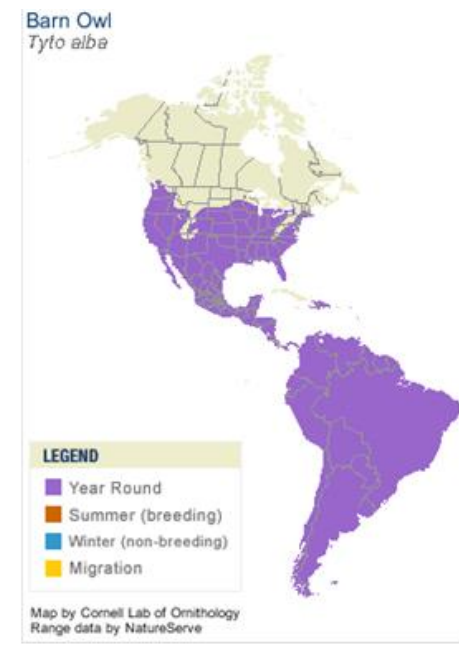 Barn Owl
Tyto alba
LEGEND
Year Round
Summer (breeding)
Winter (non-breeding)
Migration
Map by Cornell Lab of Ornithology
Range data by NatureServe